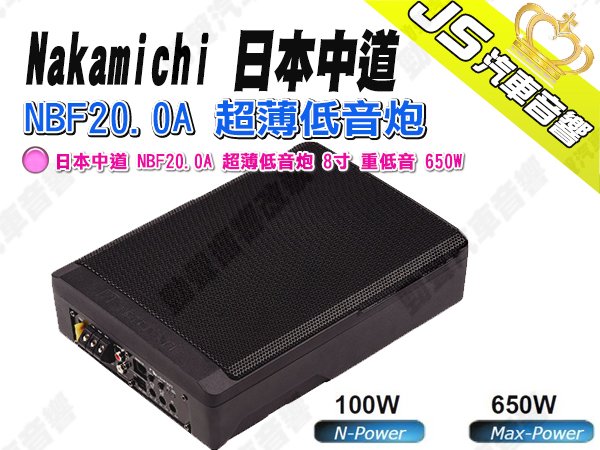 Nakamichi 日本中道
NBF20.0A 超薄低音炮
日本中道 NBF20.0A 超薄低音炮 8寸 重低音 650W
JS汽車音響
100W
N-Power
650W
Max-Power